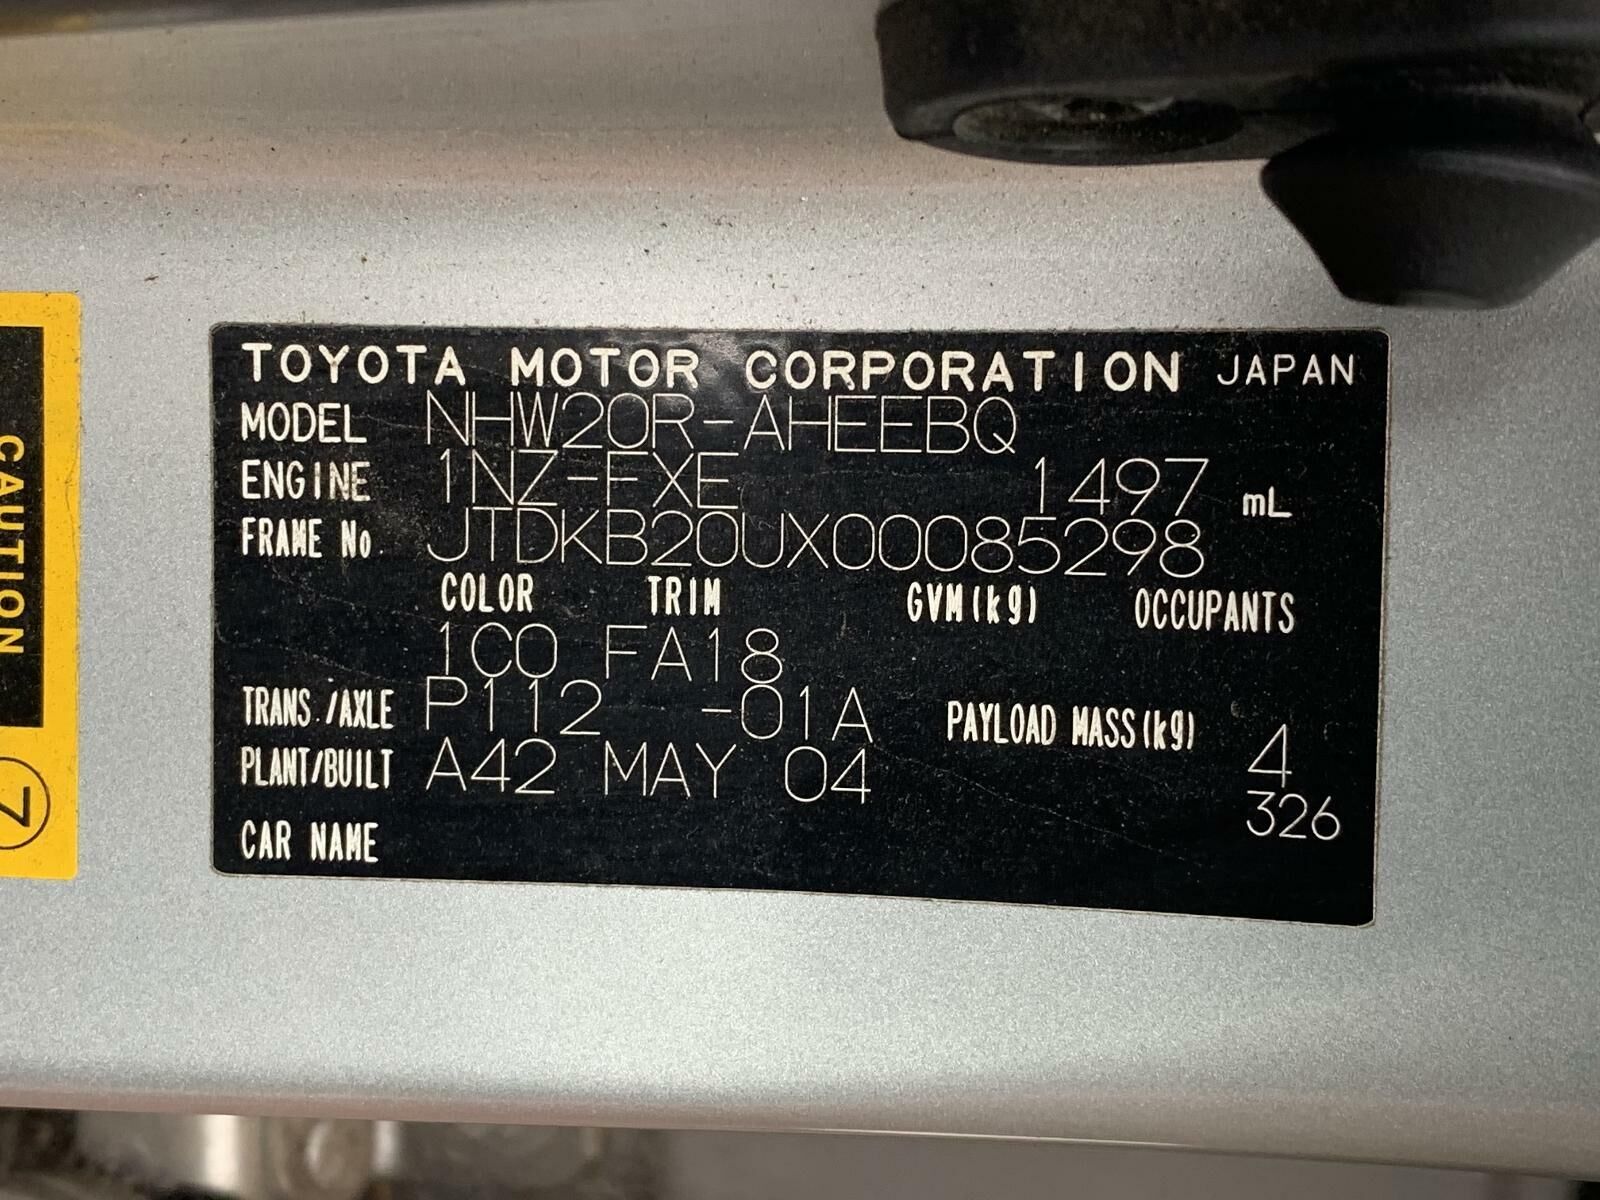 TOYOTA MOTOR CORPORATION JAPAN
MODEL NHW20R-AHEEBQ
ENGINE 1NZ-FXE 1497 mL
FRAME No. JTDKB20UX00085298
COLOR TRIM GVM(kg) OCCUPANTS
1C0 FA18
TRANS./AXLE P112 -01A PAYLOAD MASS(kg) 4
PLANT/BUILT A42 MAY 04 326
CAR NAME
CAUTION
7